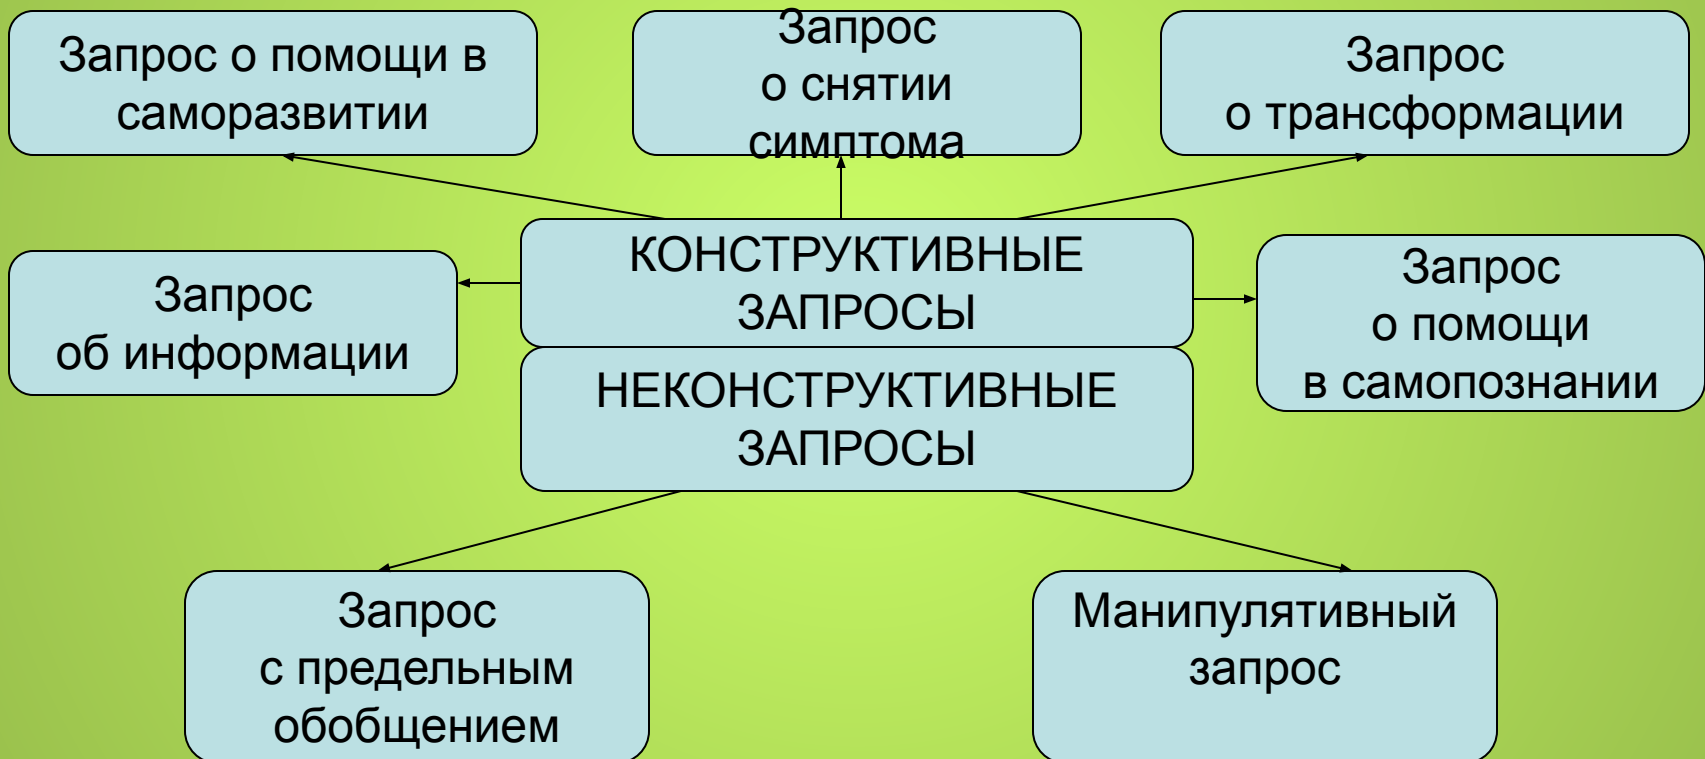 Запрос о помощи в
саморазвитии
Запрос
о снятии
симптома
Запрос
о трансформации
Запрос
об информации
КОНСТРУКТИВНЫЕ
ЗАПРОСЫ
Запрос
о помощи
в самопознании
НЕКОНСТРУКТИВНЫЕ
ЗАПРОСЫ
Запрос
с предельным
обобщением
Манипулятивный
запрос